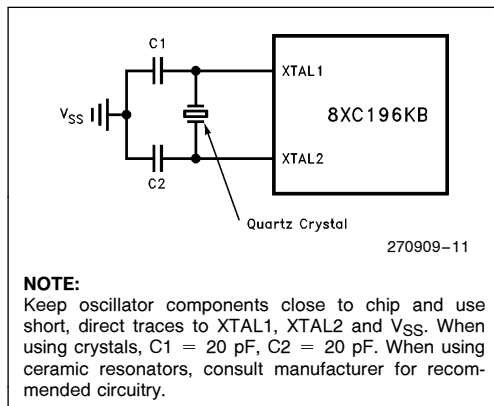 C1
XTAL1
8XC196KB
VSS
XTAL2
C2
Quartz Crystal
270909-11
NOTE:
Keep oscillator components close to chip and use
short, direct traces to XTAL1, XTAL2 and VSS. When
using crystals, C1 = 20 pF, C2 = 20 pF. When using
ceramic resonators, consult manufacturer for recom-
mended circuitry.